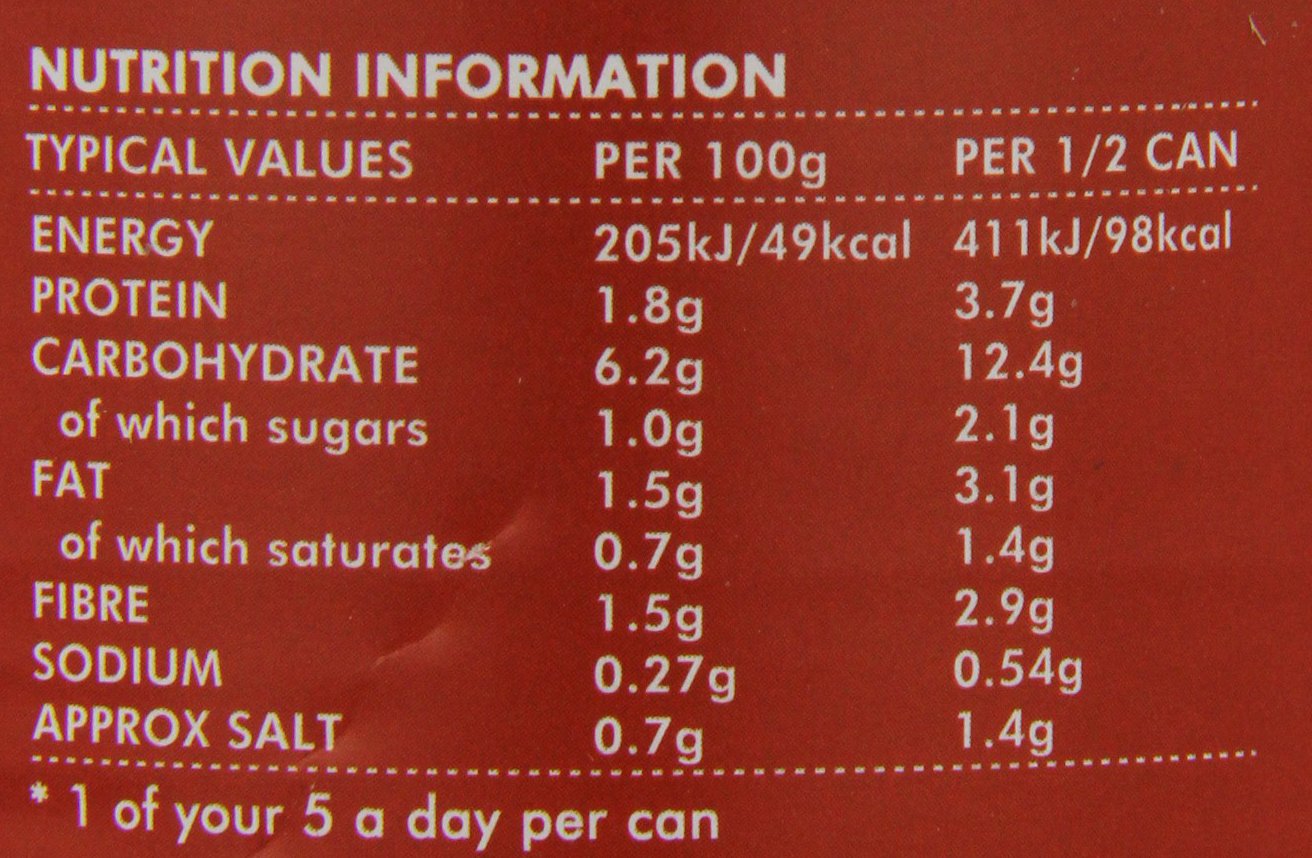 NUTRITION INFORMATION
TYPICAL VALUES PER 100g PER 1/2 CAN
ENERGY 205kJ/49kcal 411kJ/98kcal
PROTEIN 1.8g 3.7g
CARBOHYDRATE 6.2g 12.4g
of which sugars 1.0g 2.1g
FAT 1.5g 3.1g
of which saturates 0.7g 1.4g
FIBRE 1.5g 2.9g
SODIUM 0.27g 0.54g
APPROX SALT 0.7g 1.4g
* 1 of your 5 a day per can